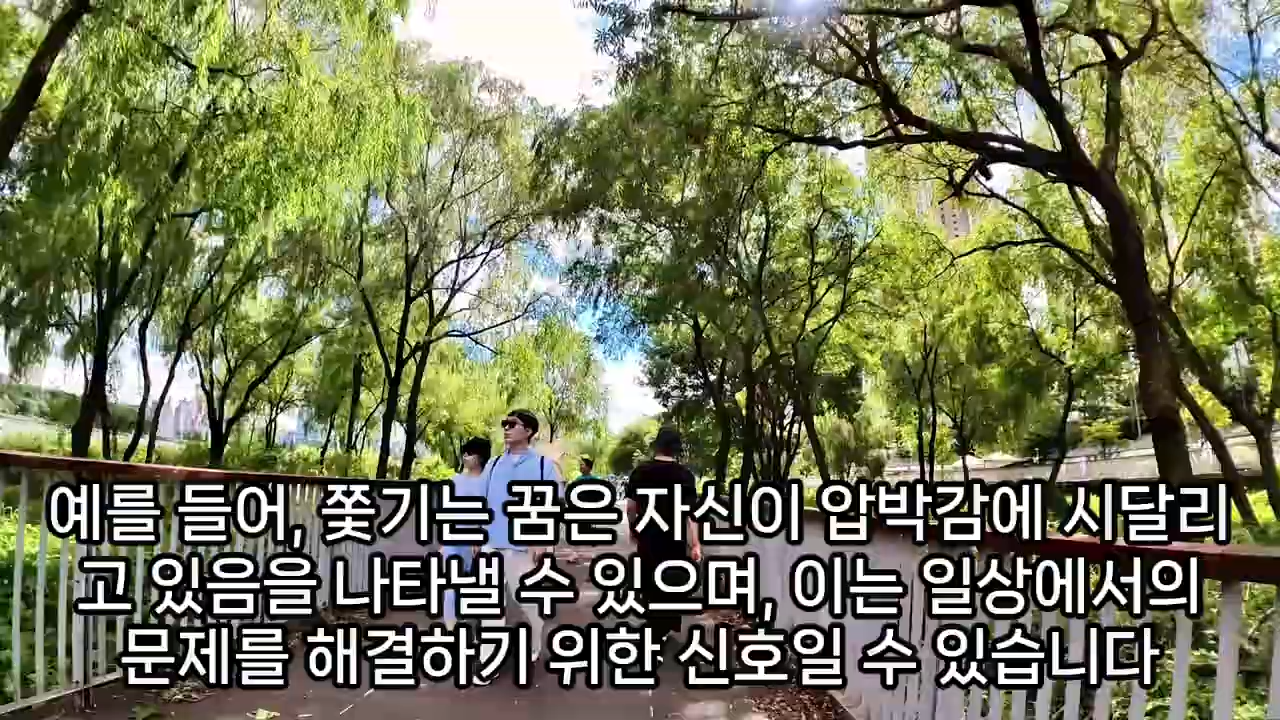 예를 들어, 쫓기는 꿈은 자신이 압박감에 시달리
고 있음을 나타낼 수 있으며, 이는 일상에서의
문제를 해결하기 위한 신호일 수 있습니다